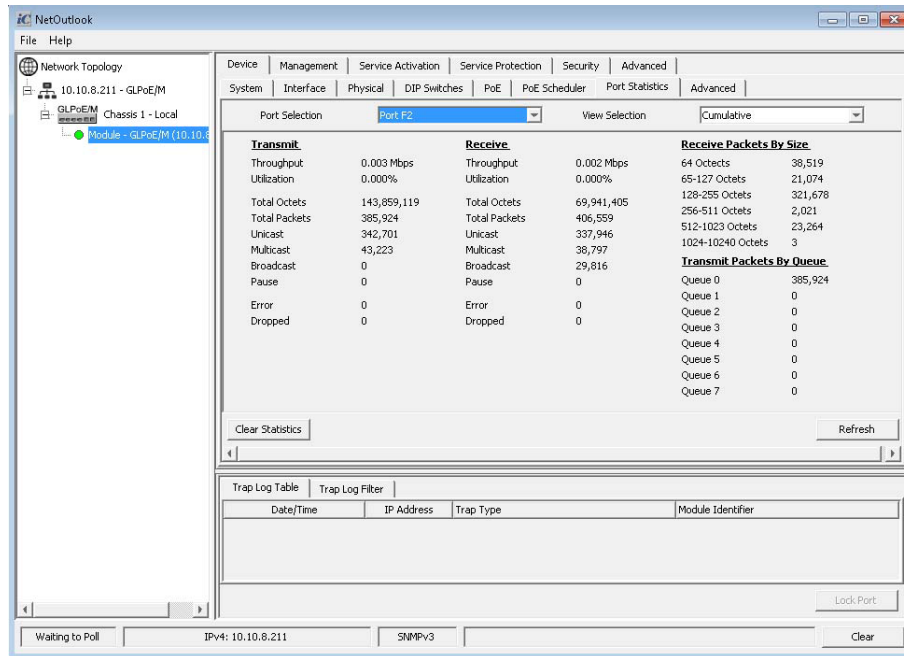 iC NetOutlook
File Help
Network Topology
10.10.8.211 - GLPoE/M
GLPoE/M Chassis 1 - Local
Module - GLPoE/M (10.10.8
Device Management Service Activation Service Protection Security Advanced
System Interface Physical DIP Switches PoE PoE Scheduler Port Statistics Advanced
Port Selection Port F2 View Selection Cumulative
Transmit Receive Receive Packets By Size
Throughput 0.003 Mbps Throughput 0.002 Mbps 64 Octects 38,519
Utilization 0.000% Utilization 0.000% 65-127 Octets 21,074
128-255 Octets 321,678
Total Octets 143,859,119 Total Octets 69,941,405
256-511 Octets 2,021
Total Packets 385,924 Total Packets 406,559
512-1023 Octets 23,264
Unicast 342,701 Unicast 337,946
1024-10240 Octets 3
Multicast 43,223 Multicast 38,797
Transmit Packets By Queue
Broadcast 0 Broadcast 29,816
Pause 0 Pause 0 Queue 0 385,924
Queue 1 0
Error 0 Error 0
Queue 2 0
Dropped 0 Dropped 0 Queue 3 0
Queue 4 0
Queue 5 0
Queue 6 0
Queue 7 0
Clear Statistics Refresh
Trap Log Table Trap Log Filter
Date/Time IP Address Trap Type Module Identifier
Lock Port
Waiting to Poll IPv4: 10.10.8.211 SNMPv3 Clear